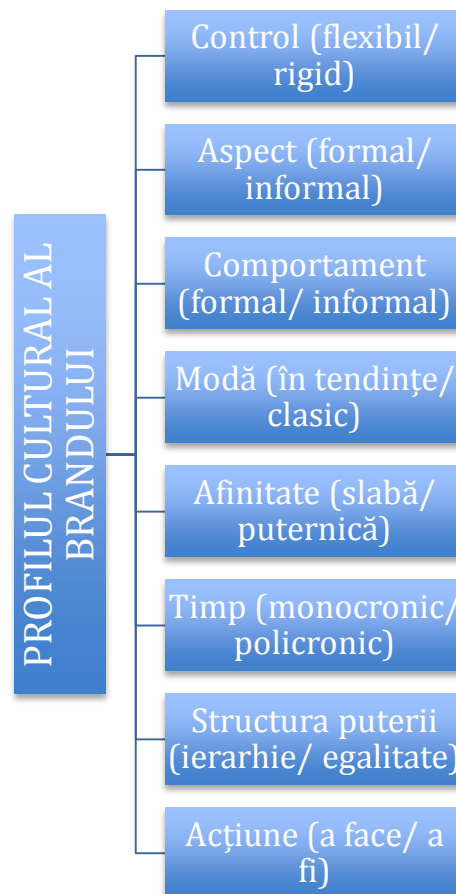 PROFILUL CULTURAL AL
BRANDULUI
Control (flexibil/
rigid)
Aspect (formal/
informal)
Comportament
(formal/ informal)
Modă (în tendințe/
clasic)
Afinitate (slabă/
puternică)
Timp (monocronic/
policronic)
Structura puterii
(ierarhie/ egalitate)
Acțiune (a face/ a
fi)